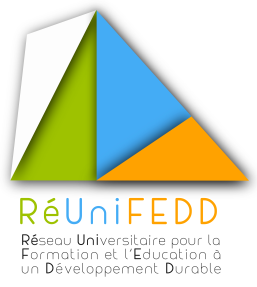 RéUniFEDD
Réseau Universitaire pour la
Formation et l'Education à
un Développement Durable